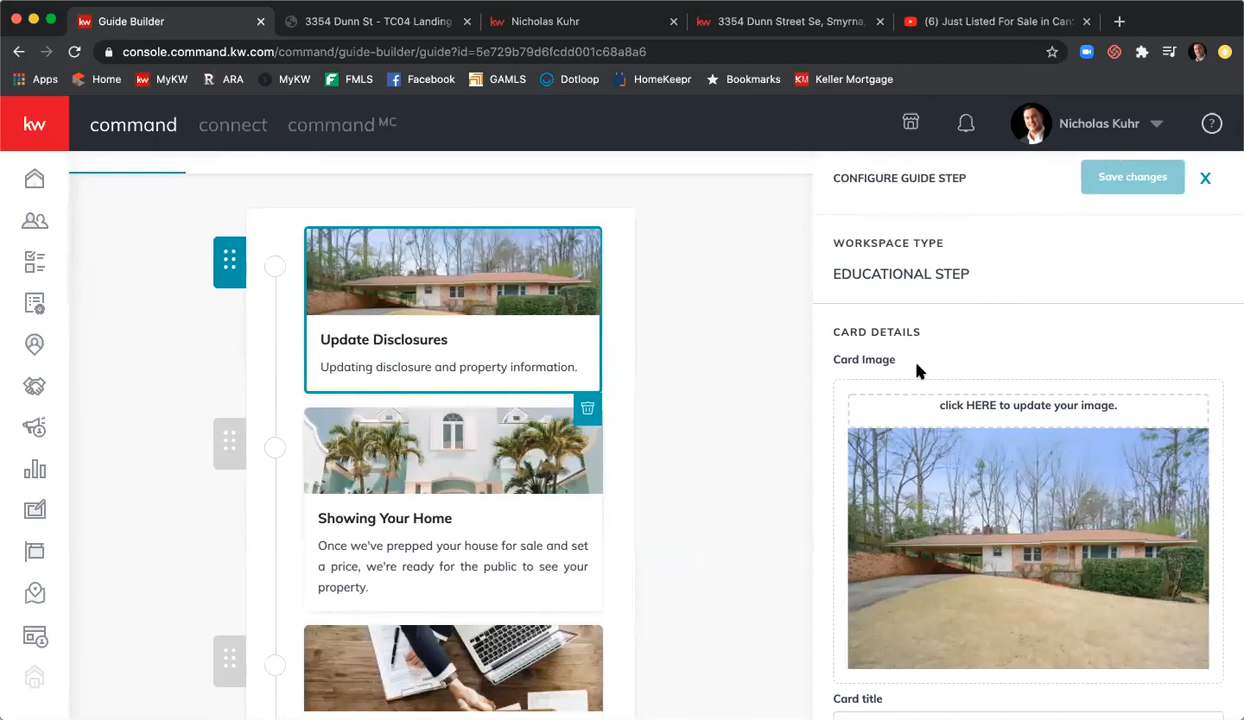 kw Guide Builder
3354 Dunn St - TC04 Landing
kw Nicholas Kuhr
kw 3354 Dunn Street Se, Smyrna,
(6) Just Listed For Sale in Can
console.command.kw.com/command/guide-builder/guide?id=5e729b79d6fcdd001c68a8a6
Apps
Home
kw MyKW
R ARA
MyKW
F FMLS
f Facebook
GAMLS
Dotloop
HomeKeepr
Bookmarks
KM Keller Mortgage
kw
command
connect
command MC
Nicholas Kuhr
?
CONFIGURE GUIDE STEP
Save changes
X
WORKSPACE TYPE
EDUCATIONAL STEP
CARD DETAILS
Card Image
click HERE to update your image.
Card title
Update Disclosures
Updating disclosure and property information.
Showing Your Home
Once we've prepped your house for sale and set
a price, we're ready for the public to see your
property.